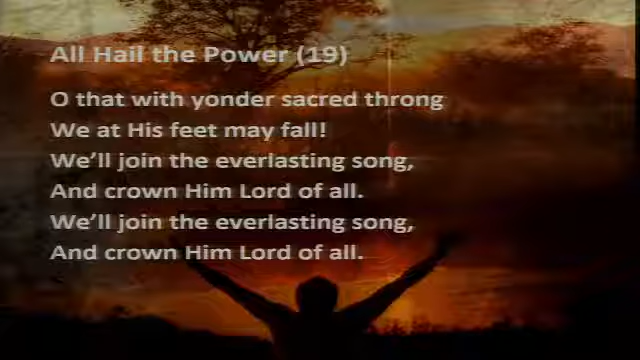 All Hail the Power (19)
O that with yonder sacred throng
We at His feet may fall!
We’ll join the everlasting song,
And crown Him Lord of all.
We’ll join the everlasting song,
And crown Him Lord of all.